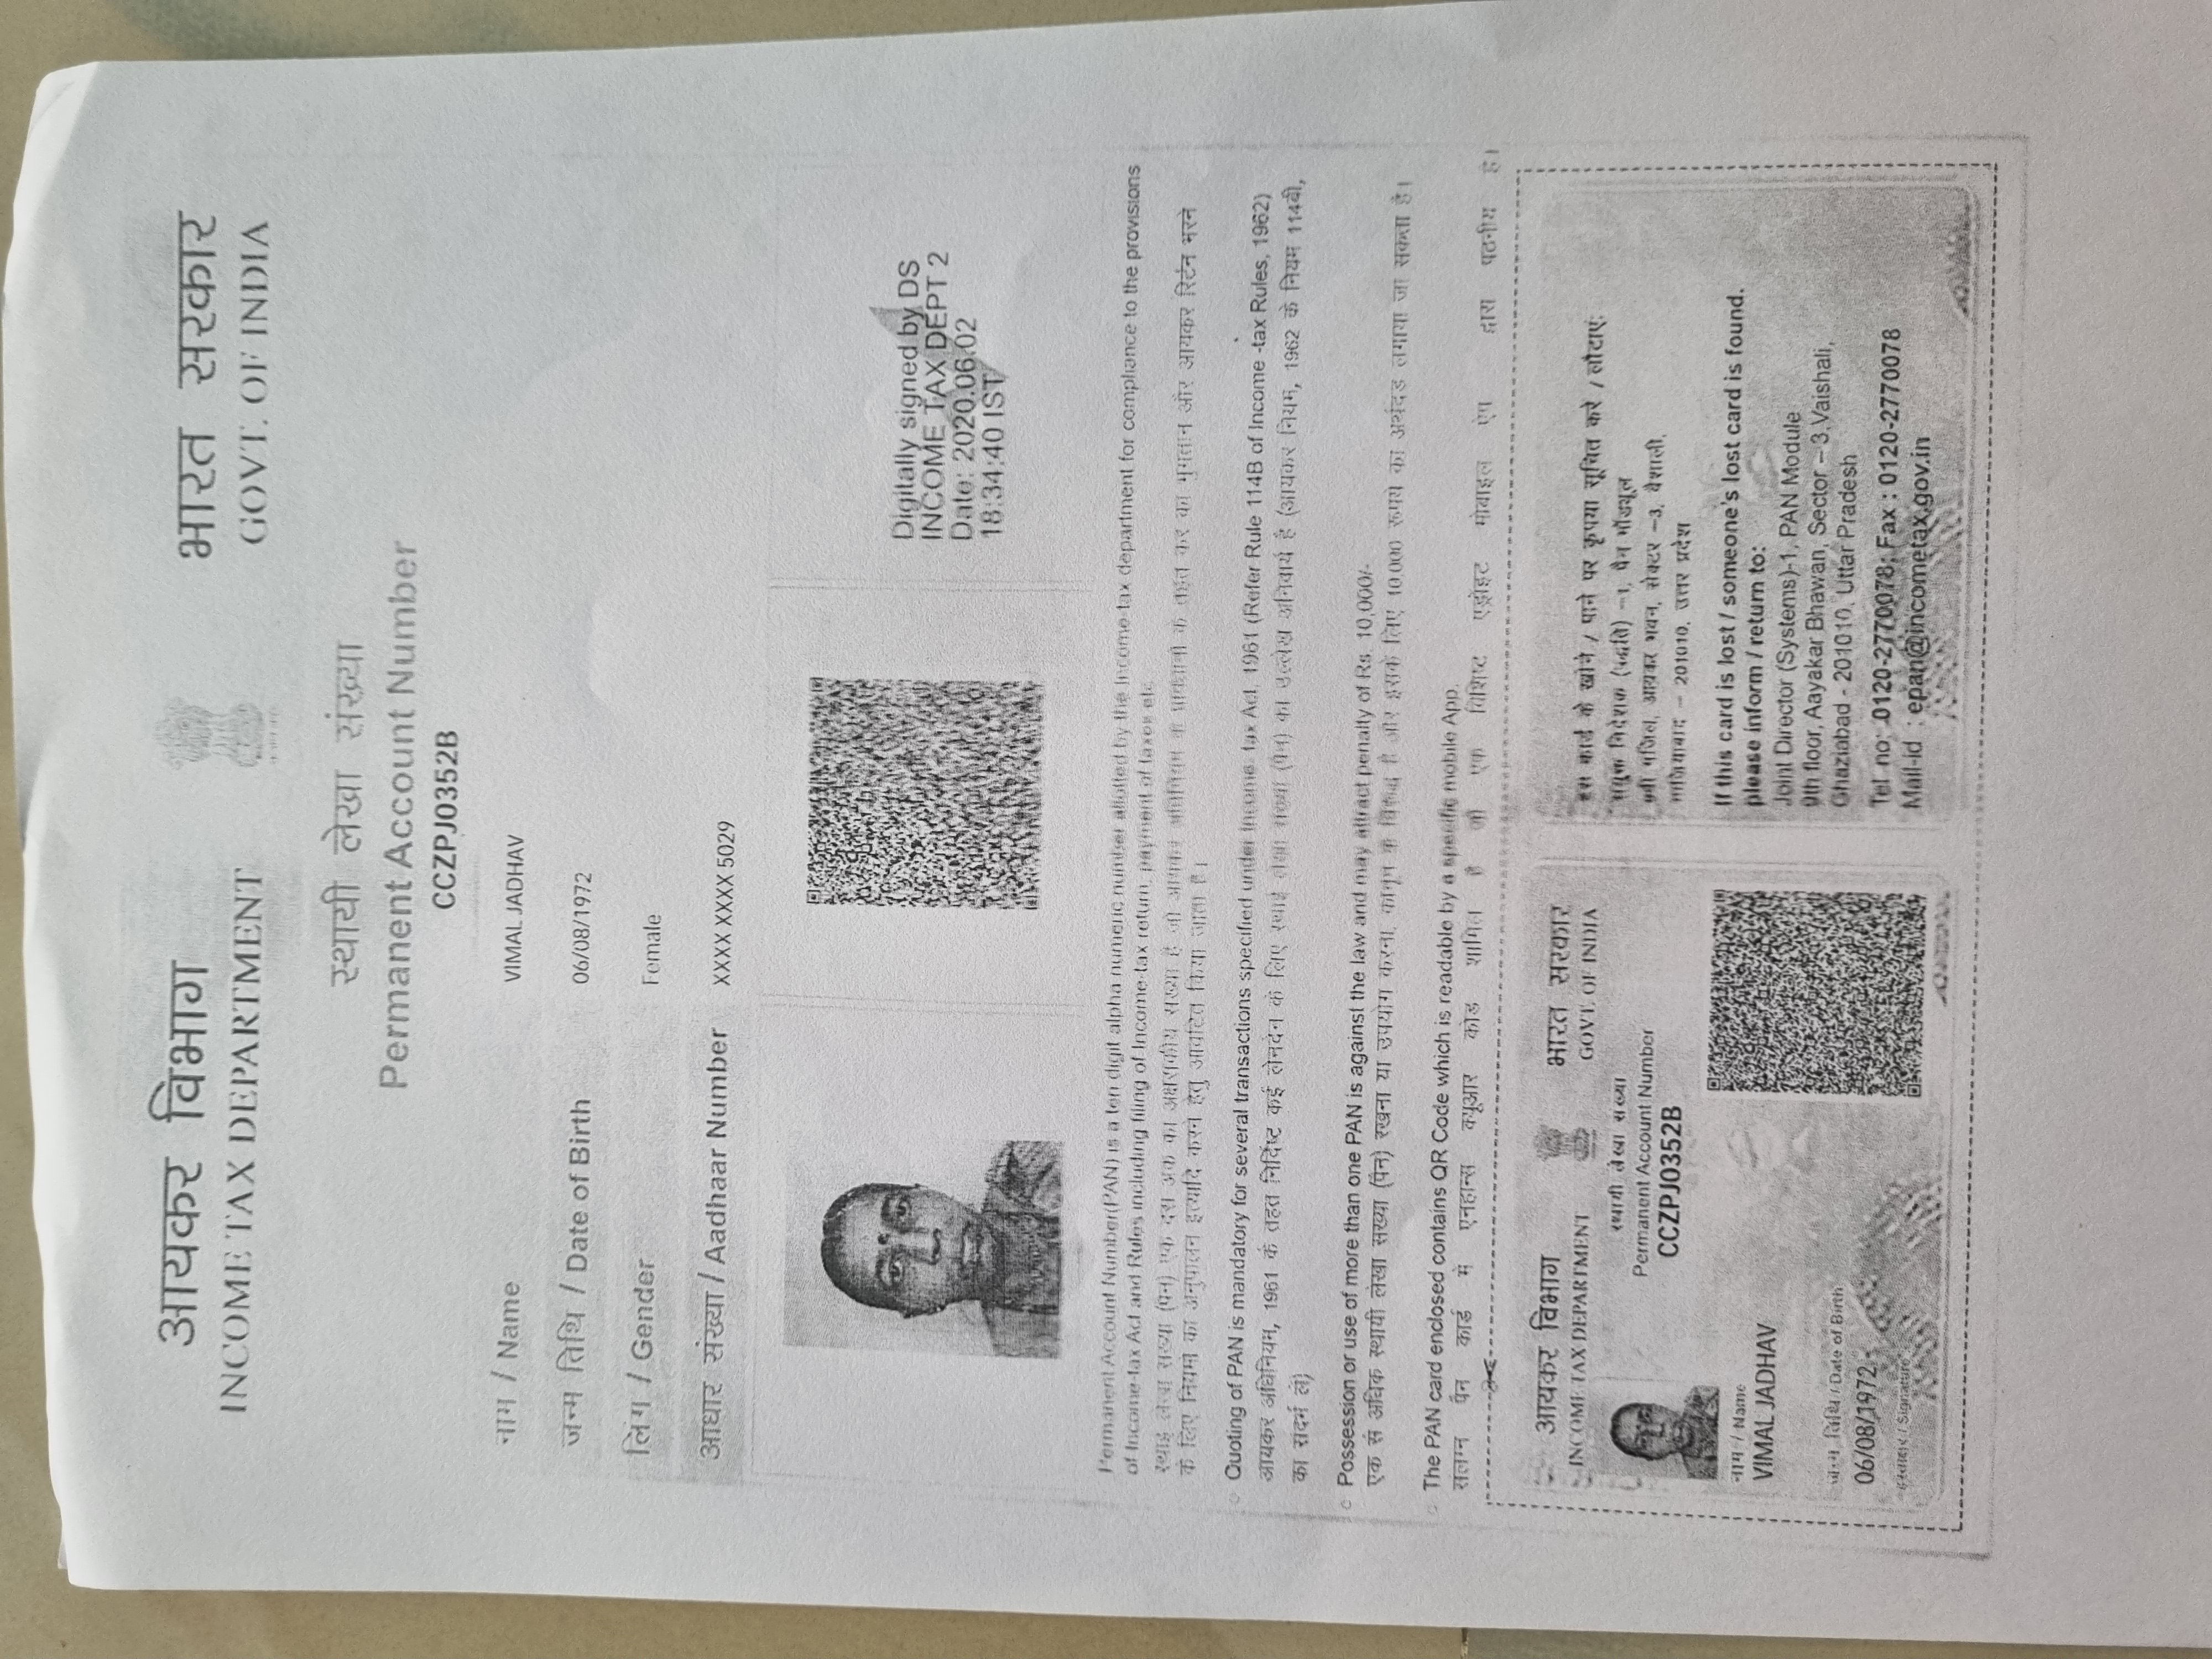 आयकर विभाग
INCOME TAX DEPARTMENT
भारत सरकार
GOVT. OF INDIA
स्थायी लेखा संख्या
Permanent Account Number
CCZPJ0352B
नाम / Name
VIMAL JADHAV
जन्म तिथि / Date of Birth
06/08/1972
लिंग / Gender
Female
आधार संख्या / Aadhaar Number
XXXX XXXX 5029
Digitally signed by DS
INCOME TAX DEPT 2
Date: 2020.06.02
18:34:40 IST
Permanent Account Number(PAN) is a ten digit alpha numeric number allotted by the Income-tax department for compliance to the provisions
of Income-tax Act and Rules including filing of Income-tax return, payment of taxes etc
स्थाई लेखा संख्या (पैन) एक दस अंक का अक्षरांकीय संख्या है जो आयकर अधिनियम के प्रावधानों के तहत कर का भुगतान और आयकर रिर्टन भरने
के लिए नियमों का अनुपालन इत्यादि करने हेतु आवंटित किया जाता है।
Quoting of PAN is mandatory for several transactions specified under Income-tax Act, 1961 (Refer Rule 114B of Income -tax Rules, 1962)
आयकर अधिनियम, 1961 के तहत निर्दिष्ट कई लेनदेन के लिए स्थाई लेखा संख्या (पैन) का उल्लेख अनिवार्य है (आयकर नियम, 1962 के नियम 114बी,
का संदर्भ लें)
Possession or use of more than one PAN is against the law and may attract penalty of Rs. 10,000/-
एक से अधिक स्थायी लेखा संख्या (पैन) रखना या उपयोग करना, कानून के विरुद्ध है और इसके लिए 10,000 रूपये का अर्थदंड लगाया जा सकता है।
The PAN card enclosed contains QR Code which is readable by a specific mobile App.
संलग्न पैन कार्ड में एनहान्स क्यूआर कोड शामिल है जो एक विशिष्ट एड्रोंइट मोबाइल ऐप द्वारा पठनीय है।
आयकर विभाग
INCOME TAX DEPARTMENT
भारत सरकार
GOVT. OF INDIA
स्थायी लेखा संख्या
Permanent Account Number
CCZPJ0352B
नाम / Name
VIMAL JADHAV
जन्म तिथि / Date of Birth
06/08/1972
हस्ताक्षर / Signature
इस कार्ड के खोने / पाने पर कृपया सूचित करें / लौटाएं:
संयुक्त निदेशक (पद्धति) –1, पैन मॉड्यूल
9वीं मंजिल, आयकर भवन, सेक्टर –3, वैशाली,
गाजियाबाद – 201010, उत्तर प्रदेश
If this card is lost / someone's lost card is found,
please inform / return to:
Joint Director (Systems)-1, PAN Module
9th floor, Aayakar Bhawan, Sector – 3,Vaishali,
Ghaziabad - 201010, Uttar Pradesh
Tel no: 0120-2770078; Fax : 0120-2770078
Mail-id : epan@incometax.gov.in